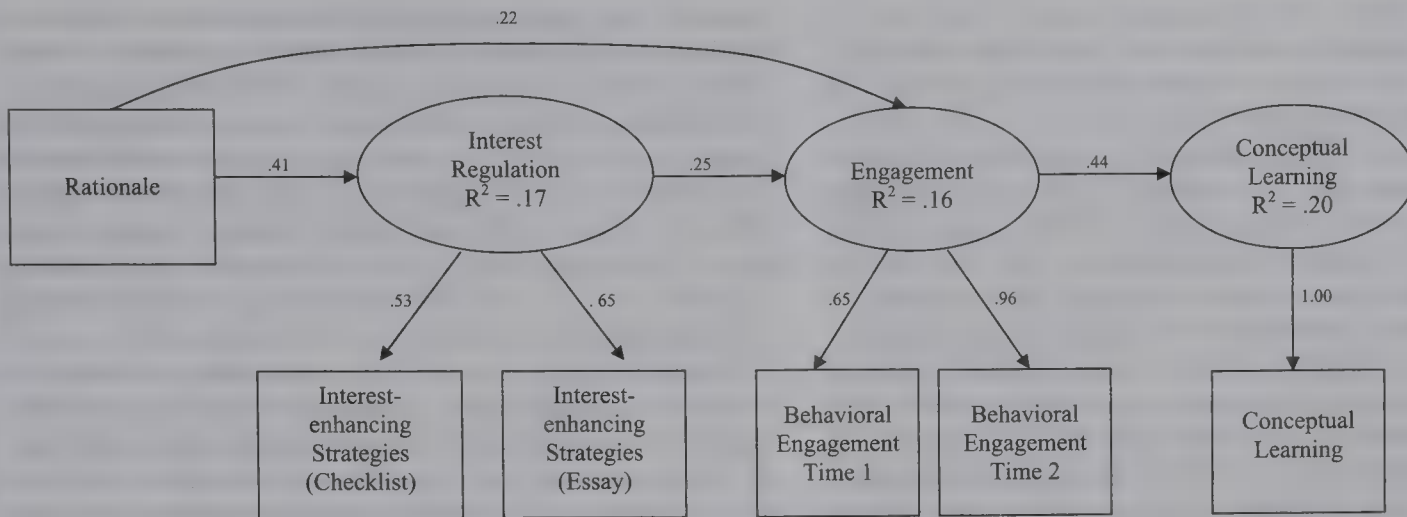 .22
Rationale
.41
Interest
Regulation
R² = .17
.25
Engagement
R² = .16
.44
Conceptual
Learning
R² = .20
.53
.65
.65
.96
1.00
Interest-
enhancing
Strategies
(Checklist)
Interest-
enhancing
Strategies
(Essay)
Behavioral
Engagement
Time 1
Behavioral
Engagement
Time 2
Conceptual
Learning